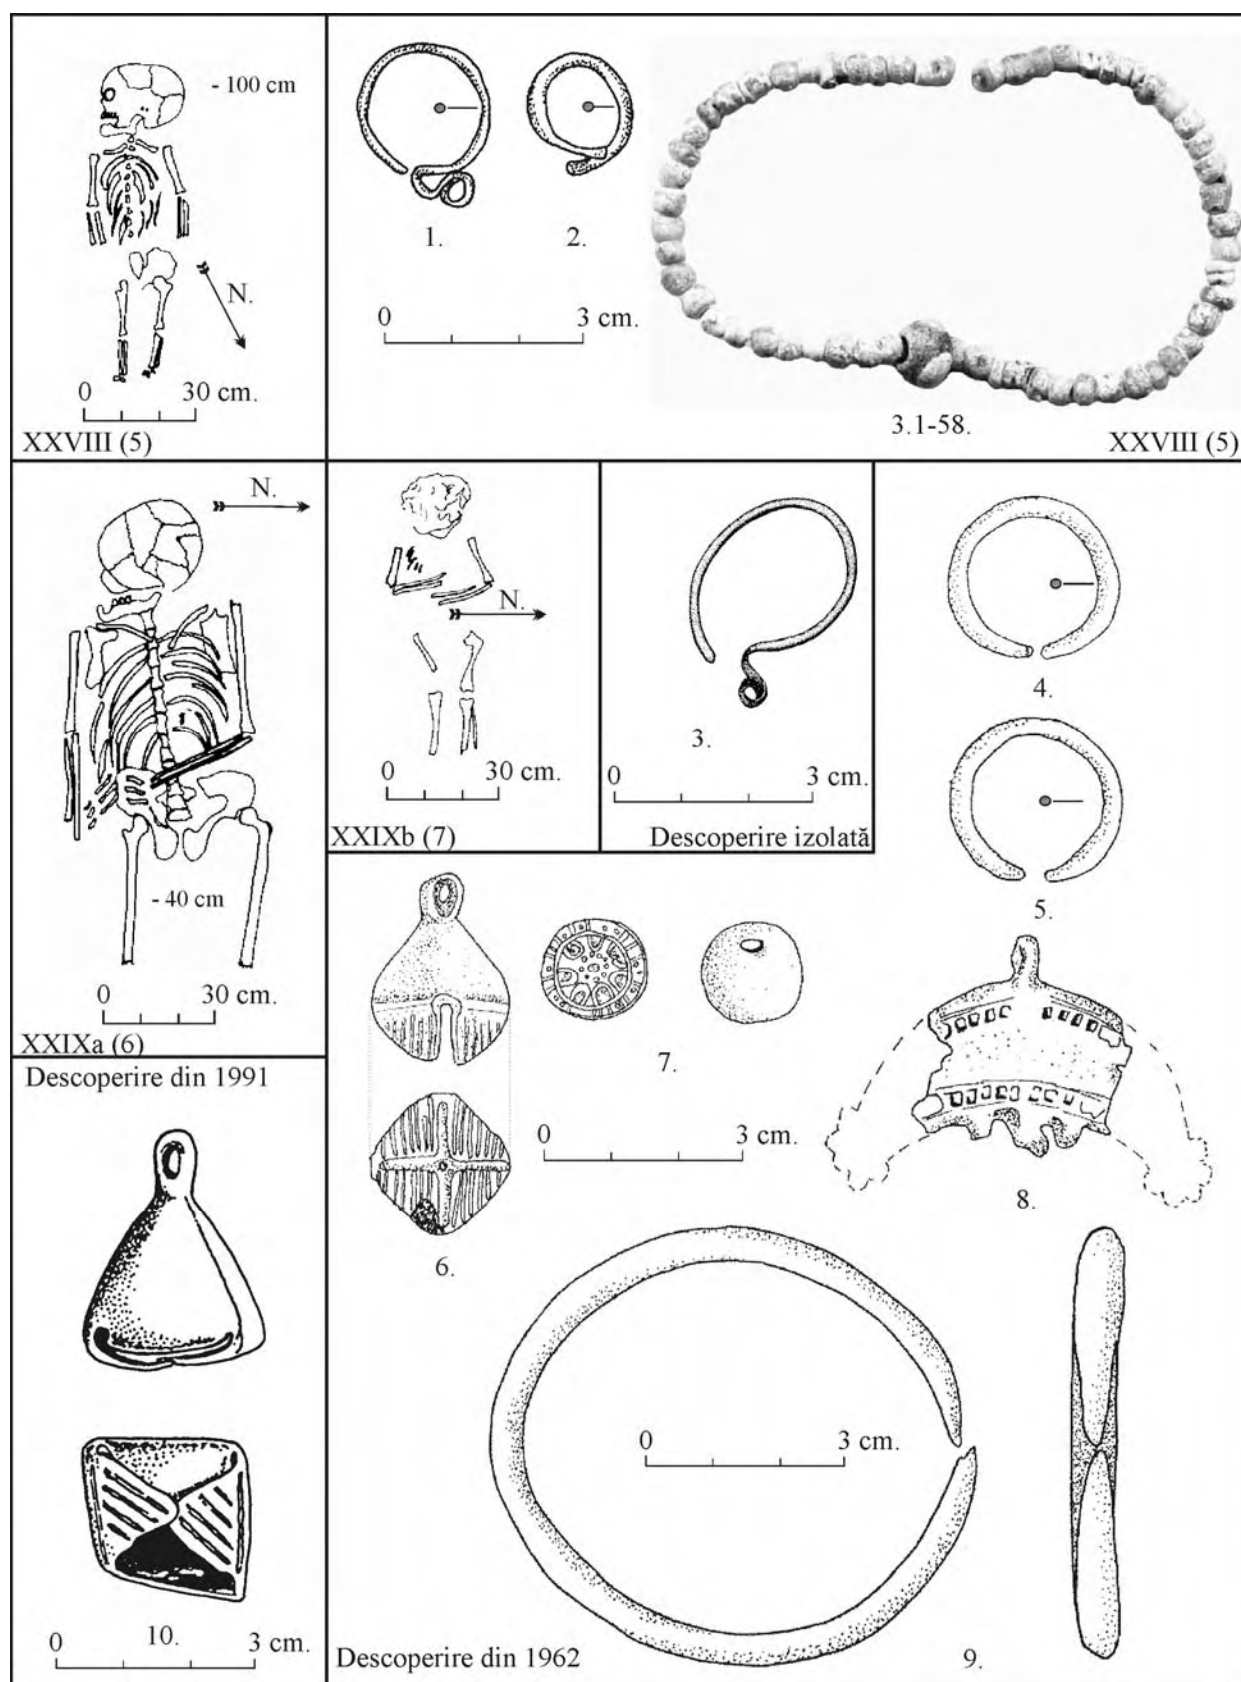 - 100 cm
N.
0 30 cm.
XXVIII (5)
1.
2.
0 3 cm.
3.1-58.
XXVIII (5)
N.
- 40 cm
0 30 cm.
XXIXa (6)
N.
0 30 cm.
XXIXb (7)
3.
0 3 cm.
Descoperire izolată
4.
5.
6.
7.
0 3 cm.
8.
0 3 cm.
9.
Descoperire din 1962
Descoperire din 1991
10.
0 3 cm.